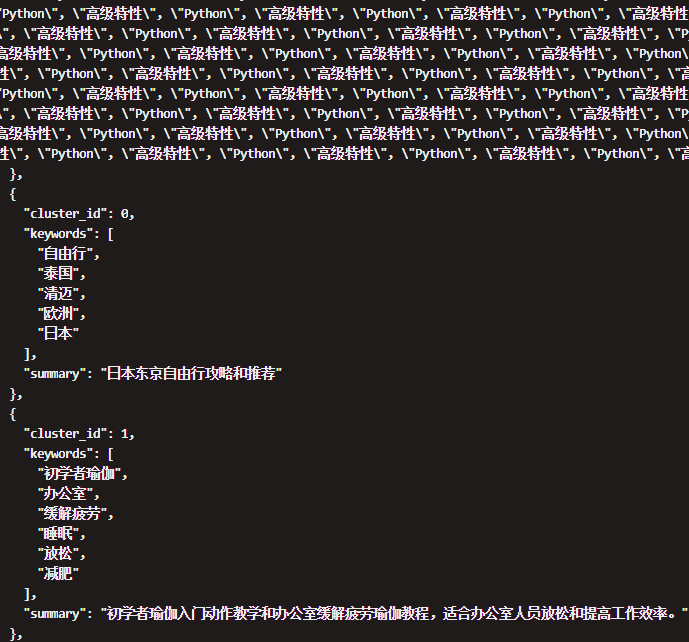 "Python\", \"高级特性\", \"Python\", \"高级特性\", \"Python\", \"高级特性\", \"Python\", \"高级特性\", \"Python\", \"高级特性
\", \"高级特性\", \"Python\", \"高级特性\", \"Python\", \"高级特性\", \"Python\", \"高级特性\", \"P
高级特性\", \"Python\", \"高级特性\", \"Python\", \"高级特性\", \"Python\", \"高级特性\", \"Python
性\", \"Python\", \"高级特性\", \"Python\", \"高级特性\", \"Python\", \"高级特性\", \"Python\", \"高
"Python\", \"高级特性\", \"Python\", \"高级特性\", \"Python\", \"高级特性\", \"Python\", \"高级特性
\", \"高级特性\", \"Python\", \"高级特性\", \"Python\", \"高级特性\", \"Python\", \"高级特性\", \"P
高级特性\", \"Python\", \"高级特性\", \"Python\", \"高级特性\", \"Python\", \"高级特性\", \"Python
性\", \"Python\", \"高级特性\", \"Python\", \"高级特性\", \"Python\", \"高级特性\", \"Python\", \"高
},
{
"cluster_id": 0,
"keywords": [
"自由行",
"泰国",
"清迈",
"欧洲",
"日本"
],
"summary": "日本东京自由行攻略和推荐"
},
{
"cluster_id": 1,
"keywords": [
"初学者瑜伽",
"办公室",
"缓解疲劳",
"睡眠",
"放松",
"减肥"
],
"summary": "初学者瑜伽入门动作教学和办公室缓解疲劳瑜伽教程，适合办公室人员放松和提高工作效率。"
},